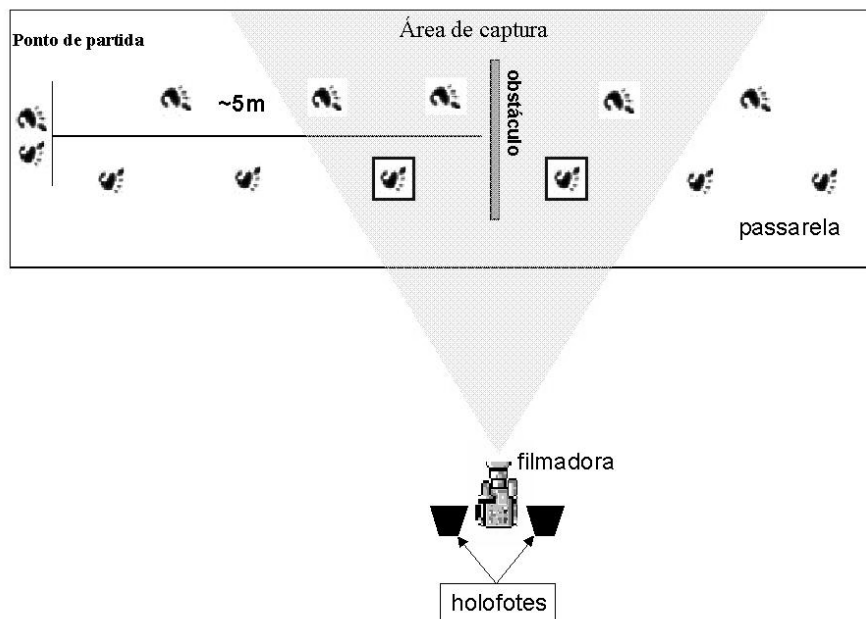 Ponto de partida
Área de captura
obstáculo
~5m
passarela
filmadora
holofotes